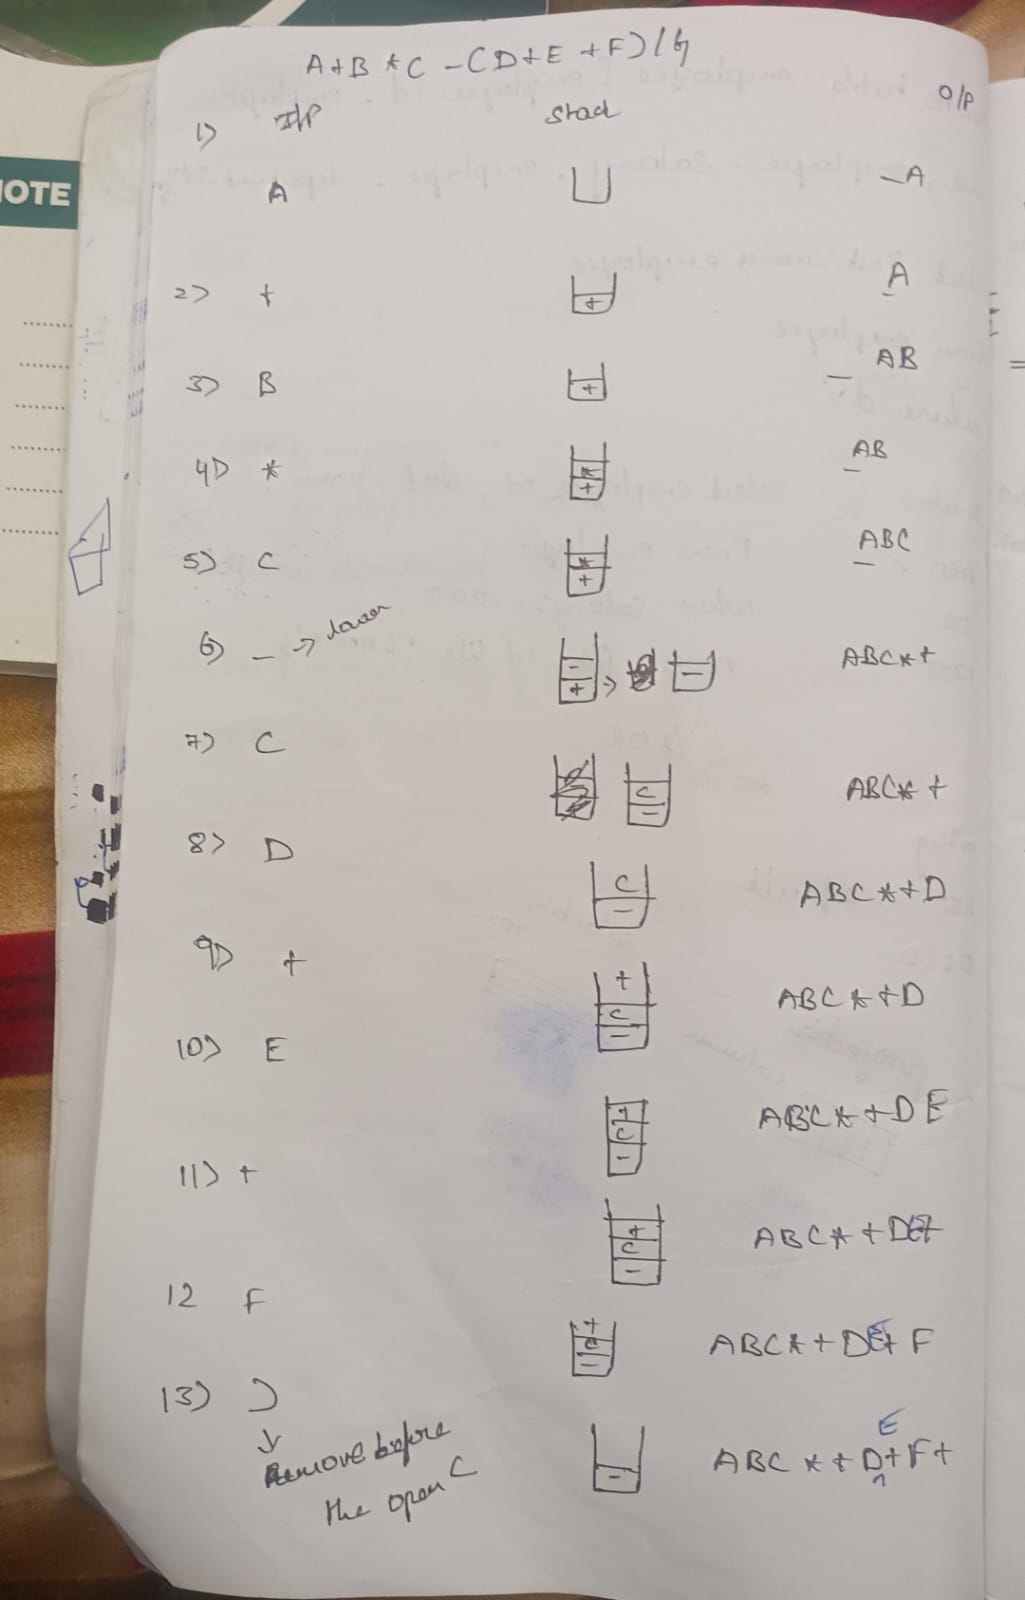 OTE
A+B *C -(D+E +F)/G
1) I/P Stack O/P
A A
2) + + A
3) B + AB
4) * * + AB
5) C * + ABC
6) - → lower - + > - ABC*+
7) ( ( - ABC*+
8) D ( - ABC*+D
9) + + ( - ABC*+D
10) E + ( - ABC*+DE
11) + + ( - ABC*+DE+
12 F + ( - ABC*+DE+F
13) ) - ABC*+DE+F+
↓
Remove before
the open (